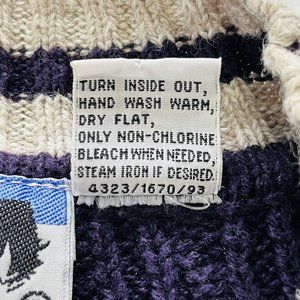 TURN INSIDE OUT,
HAND WASH WARM,
DRY FLAT,
ONLY NON-CHLORINE
BLEACH WHEN NEEDED,
STEAM IRON IF DESIRED.
4323/1670/93